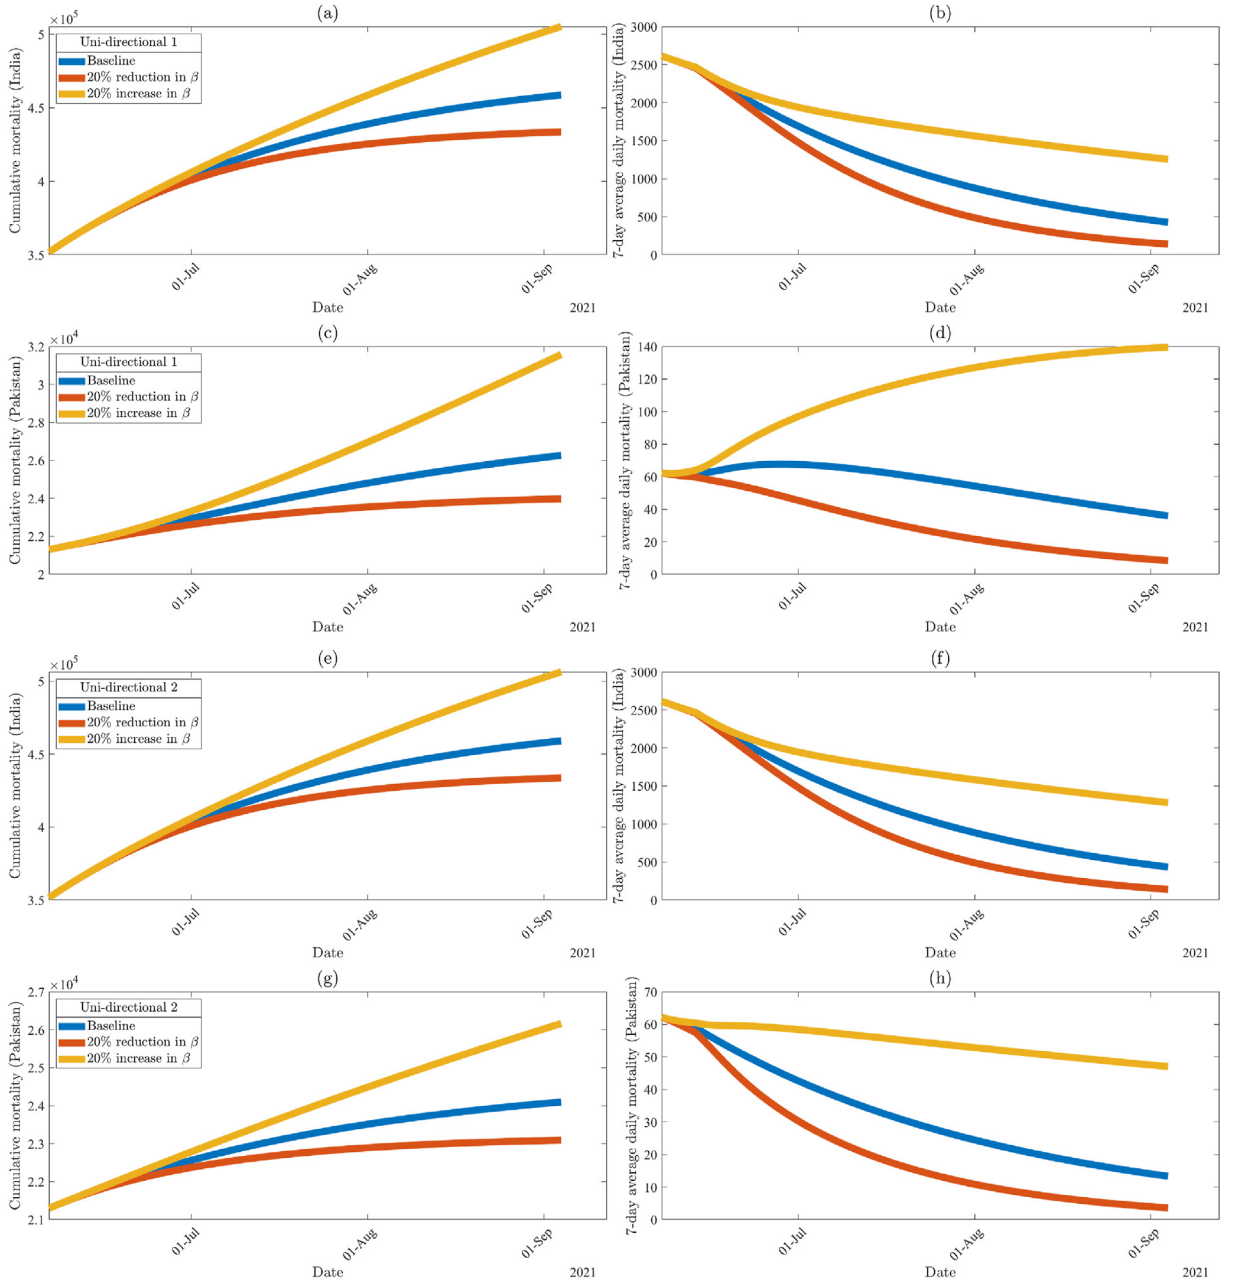 (a)
×10⁵
5
4.5
4
3.5
Cumulative mortality (India)
Uni-directional 1
Baseline
20% reduction in β
20% increase in β
01-Jul
01-Aug
01-Sep
Date
2021
(b)
3000
2500
2000
1500
1000
500
0
7-day average daily mortality (India)
01-Jul
01-Aug
01-Sep
Date
2021
(c)
×10⁴
3.2
3
2.8
2.6
2.4
2.2
2
Cumulative mortality (Pakistan)
Uni-directional 1
Baseline
20% reduction in β
20% increase in β
01-Jul
01-Aug
01-Sep
Date
2021
(d)
140
120
100
80
60
40
20
0
7-day average daily mortality (Pakistan)
01-Jul
01-Aug
01-Sep
Date
2021
(e)
×10⁵
5
4.5
4
3.5
Cumulative mortality (India)
Uni-directional 2
Baseline
20% reduction in β
20% increase in β
01-Jul
01-Aug
01-Sep
Date
2021
(f)
3000
2500
2000
1500
1000
500
0
7-day average daily mortality (India)
01-Jul
01-Aug
01-Sep
Date
2021
(g)
×10⁴
2.7
2.6
2.5
2.4
2.3
2.2
2.1
Cumulative mortality (Pakistan)
Uni-directional 2
Baseline
20% reduction in β
20% increase in β
01-Jul
01-Aug
01-Sep
Date
2021
(h)
70
60
50
40
30
20
10
0
7-day average daily mortality (Pakistan)
01-Jul
01-Aug
01-Sep
Date
2021